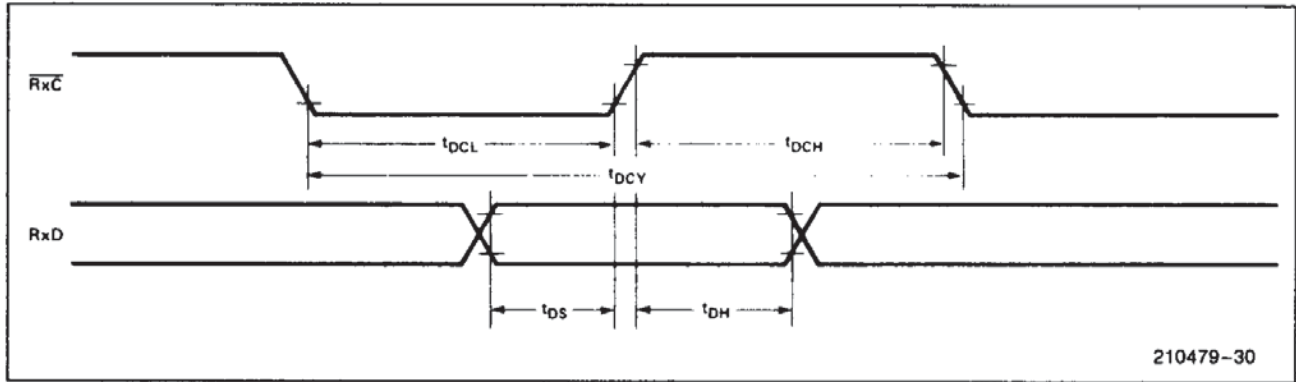 RxC
tDCL
tDCH
tDCY
RxD
tDS
tDH
210479-30